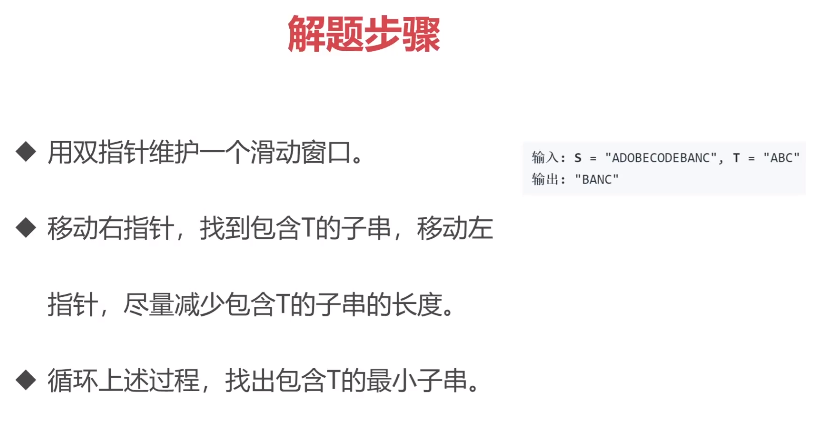 解题步骤
◆ 用双指针维护一个滑动窗口。
◆ 移动右指针，找到包含T的子串，移动左
指针，尽量减少包含T的子串的长度。
◆ 循环上述过程，找出包含T的最小子串。
输入: S = "ADOBECODEBANC", T = "ABC"
输出: "BANC"